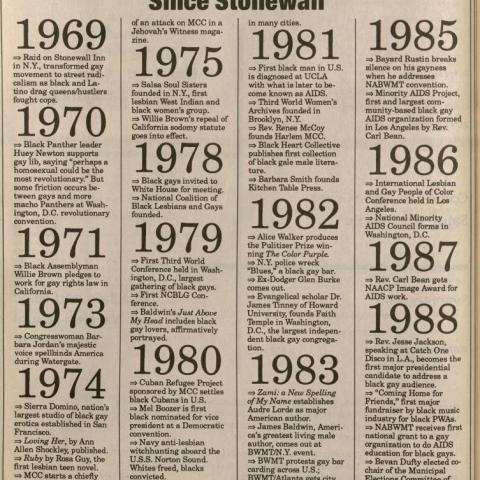 Since Stonewall
1969
⇒ Raid on Stonewall Inn
in N.Y., transformed gay
movement to street radi-
calism as black and La-
tino drag queens/hustlers
fought cops.
1970
⇒ Black Panther leader
Huey Newton supports
gay lib, saying "perhaps a
homosexual could be the
most revolutionary." But
some friction occurs be-
tween gays and more
macho Panthers at Wash-
ington, D.C. revolutionary
convention.
1971
⇒ Black Assemblyman
Willie Brown pledges to
work for gay rights law in
California.
1973
⇒ Congresswoman Bar-
bara Jordan's majestic
voice spellbinds America
during Watergate.
1974
⇒ Sierra Domino, nation's
largest studio of black gay
erotica established in San
Francisco.
⇒ Loving Her, by Ann
Allen Shockley, published.
⇒ Ruby by Rosa Guy, the
first lesbian teen novel.
⇒ MCC starts a chiefly
of an attack on MCC in a
Jehovah's Witness maga-
zine.
1975
⇒ Salsa Soul Sisters
founded in N.Y., first
lesbian West Indian and
black women's group.
⇒ Willie Brown's repeal of
California sodomy statute
goes into effect.
1978
⇒ Black gays invited to
White House for meeting.
⇒ National Coalition of
Black Lesbians and Gays
founded.
1979
⇒ First Third World
Conference held in Wash-
ington, D.C., largest
gathering of black gays.
⇒ First NCBLG Con-
ference.
⇒ Baldwin's Just Above
My Head includes black
gay lovers, affirmatively
portrayed.
1980
⇒ Cuban Refugee Project
sponsored by MCC settles
black Cubans in U.S.
⇒ Mel Boozer is first
black nominated for vice
president at a Democratic
convention.
⇒ Navy anti-lesbian
witchhunting aboard the
U.S.S. Norton Sound.
Whites freed, blacks
convicted.
in many cities.
1981
⇒ First black man in U.S.
is diagnosed at UCLA
with what is later to be-
come known as AIDS.
⇒ Third World Women's
Archives founded in
Brooklyn, N.Y.
⇒ Rev. Renee McCoy
founds Harlem MCC.
⇒ Black Heart Collective
publishes first collection
of black gale male litera-
ture.
⇒ Barbara Smith founds
Kitchen Table Press.
1982
⇒ Alice Walker produces
the Pulitizer Prize win-
ning The Color Purple.
⇒ N.Y. police wreck
"Blues," a black gay bar.
⇒ Ex-Dodger Glen Burke
comes out.
⇒ Evangelical scholar Dr.
James Tinney of Howard
University, founds Faith
Temple in Washington,
D.C., the largest indepen-
dent black gay congrega-
tion.
1983
⇒ Zami: a New Spelling
of My Name establishes
Audre Lorde as major
American author.
⇒ James Baldwin, Ameri-
ca's greatest living male
author, comes out at
BWMT/N.Y. event.
⇒ BWMT protests gay bar
carding across U.S.;
BWMT/Atlanta gets city
1985
⇒ Bayard Rustin breaks
silence on his gayness
when he addresses
NABWMT convention.
⇒ Minority AIDS Project,
first and largest com-
munity-based black gay
AIDS organization formed
in Los Angeles by Rev.
Carl Bean.
1986
⇒ International Lesbian
and Gay People of Color
Conference held in Los
Angeles.
⇒ National Minority
AIDS Council forms in
Washington, D.C.
1987
⇒ Rev. Carl Bean gets
NAACP Image Award for
AIDS work.
1988
⇒ Rev. Jesse Jackson,
speaking at Catch One
Disco in L.A., becomes the
first major presidential
candidate to address a
black gay audience.
⇒ "Coming Home for
Friends," first major
fundraiser by black music
industry for black PWAs.
⇒ NABWMT receives first
national grant to a gay
organization to do AIDS
education for black gays.
⇒ Bevan Dufty elected co-
chair of the Municipal
Elections Committee of